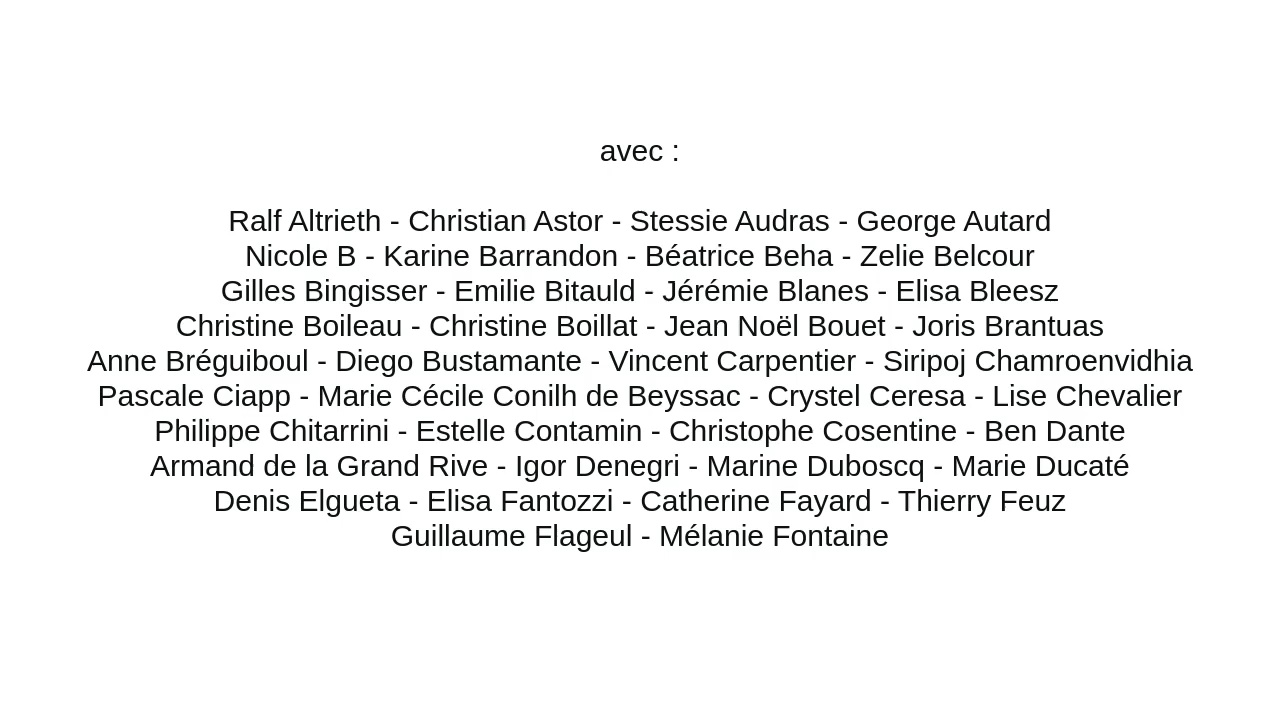 avec :
Ralf Altrieth - Christian Astor - Stessie Audras - George Autard
Nicole B - Karine Barrandon - Béatrice Beha - Zelie Belcour
Gilles Bingisser - Emilie Bitauld - Jérémie Blanes - Elisa Bleesz
Christine Boileau - Christine Boillat - Jean Noël Bouet - Joris Brantuas
Anne Bréguiboul - Diego Bustamante - Vincent Carpentier - Siripoj Chamroenvidhia
Pascale Ciapp - Marie Cécile Conilh de Beyssac - Crystel Ceresa - Lise Chevalier
Philippe Chitarrini - Estelle Contamin - Christophe Cosentine - Ben Dante
Armand de la Grand Rive - Igor Denegri - Marine Duboscq - Marie Ducaté
Denis Elgueta - Elisa Fantozzi - Catherine Fayard - Thierry Feuz
Guillaume Flageul - Mélanie Fontaine